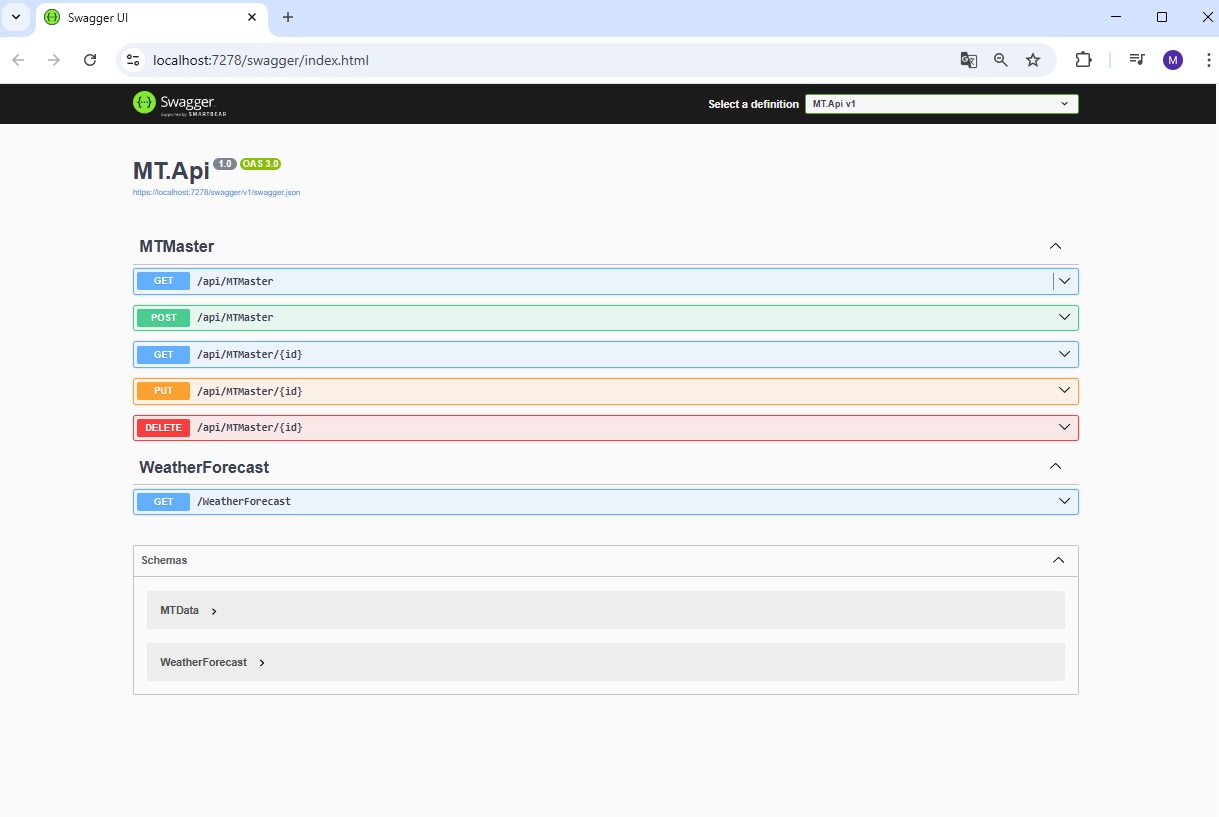 Swagger UI
localhost:7278/swagger/index.html
M
Swagger.
Supported by SMARTBEAR
Select a definition MT.Api v1
MT.Api 1.0 OAS 3.0
https://localhost:7278/swagger/v1/swagger.json
MTMaster
GET /api/MTMaster
POST /api/MTMaster
GET /api/MTMaster/{id}
PUT /api/MTMaster/{id}
DELETE /api/MTMaster/{id}
WeatherForecast
GET /WeatherForecast
Schemas
MTData
WeatherForecast